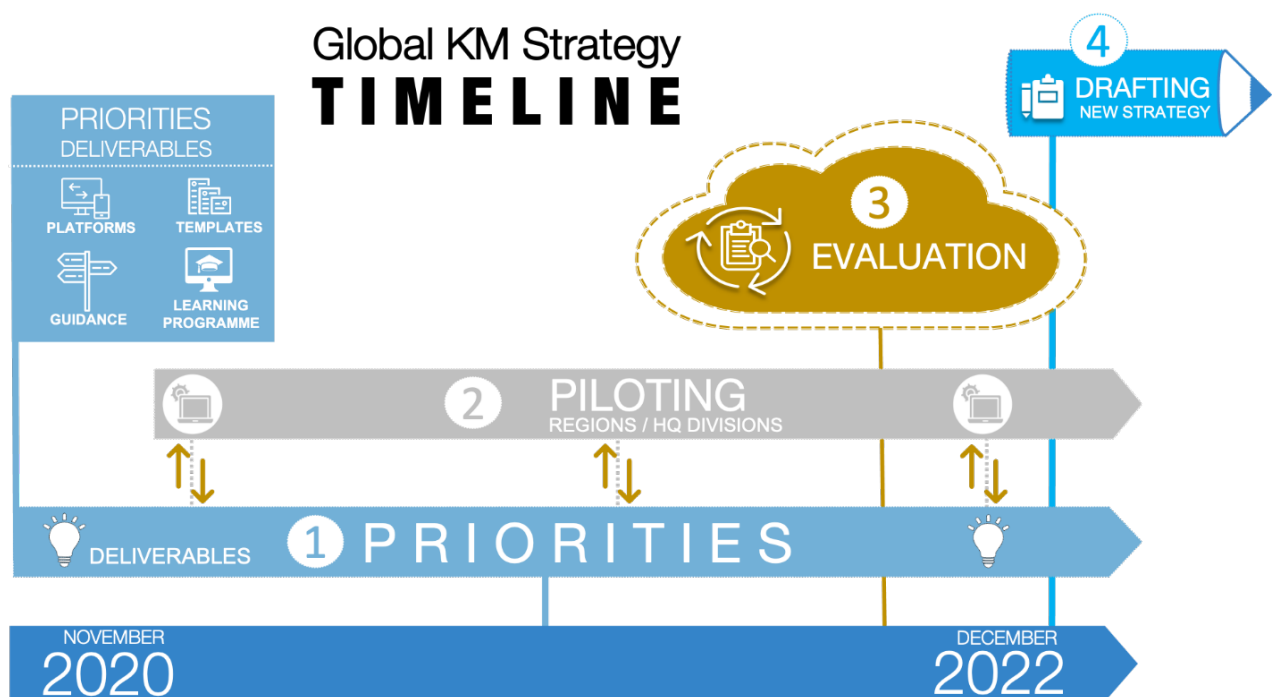 Global KM Strategy
TIMELINE
PRIORITIES
DELIVERABLES
PLATFORMS
TEMPLATES
GUIDANCE
LEARNING
PROGRAMME
4
DRAFTING
NEW STRATEGY
3
EVALUATION
2
PILOTING
REGIONS / HQ DIVISIONS
DELIVERABLES
1
PRIORITIES
NOVEMBER
2020
DECEMBER
2022